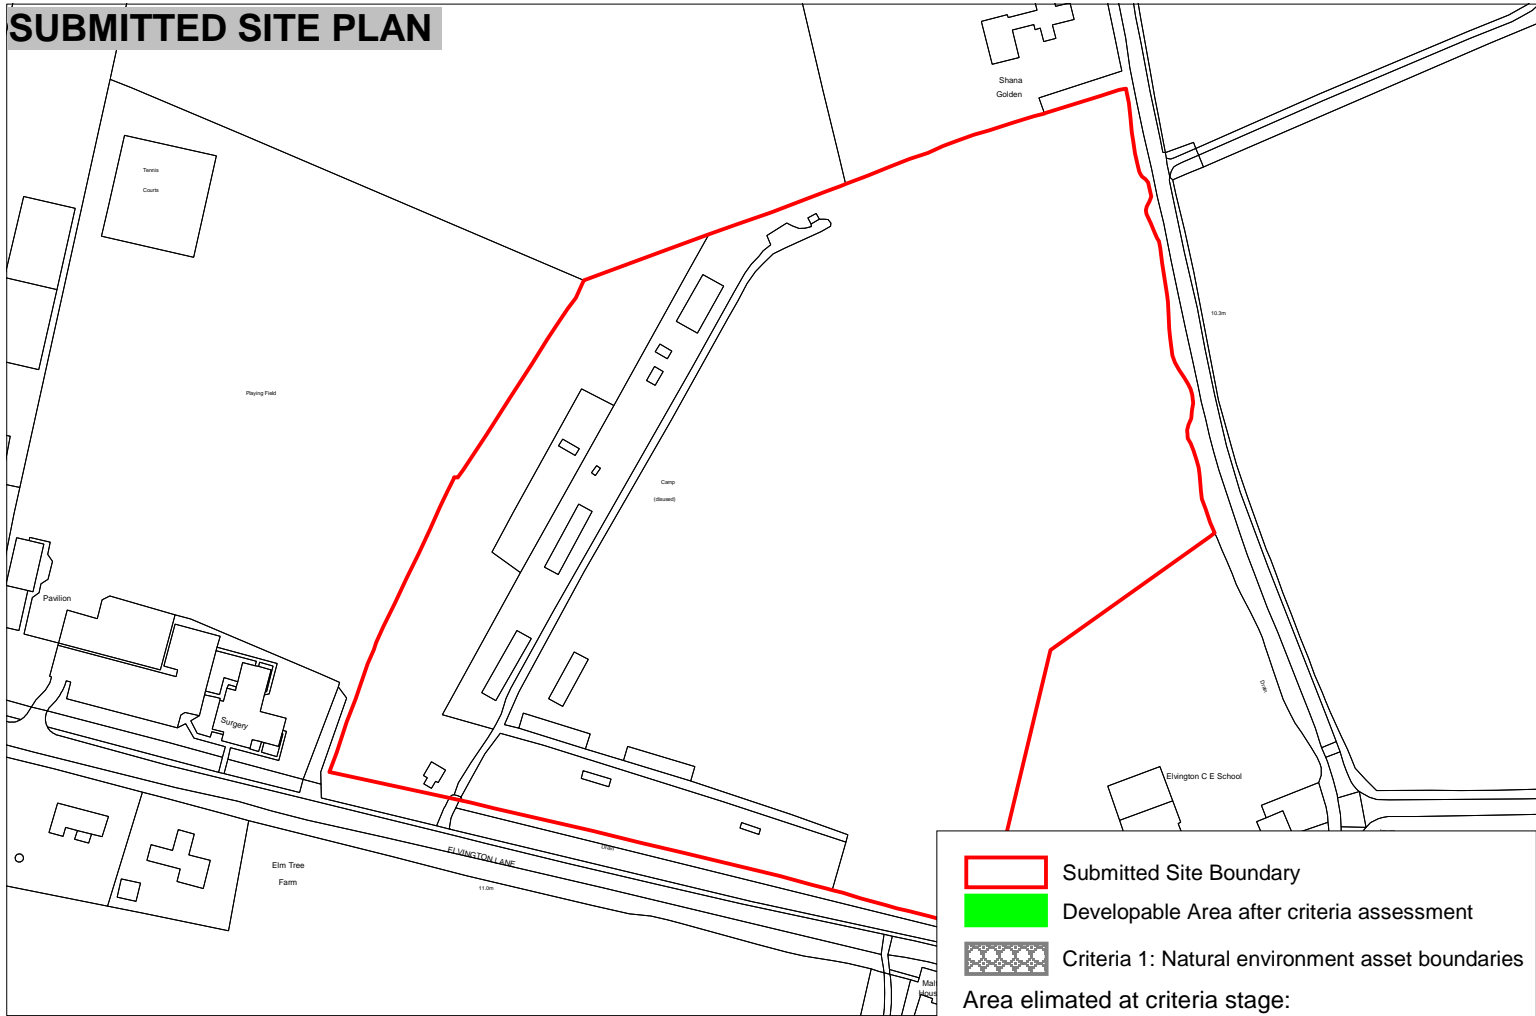 SUBMITTED SITE PLAN
Shana
Golden
Tennis
Courts
10.3m
Playing Field
Camp
(disused)
Pavilion
Surgery
Drain
Elvington C E School
ELVINGTON LANE
Drain
Elm Tree
Farm
11.0m
Submitted Site Boundary
Developable Area after criteria assessment
Criteria 1: Natural environment asset boundaries
Area elimated at criteria stage: